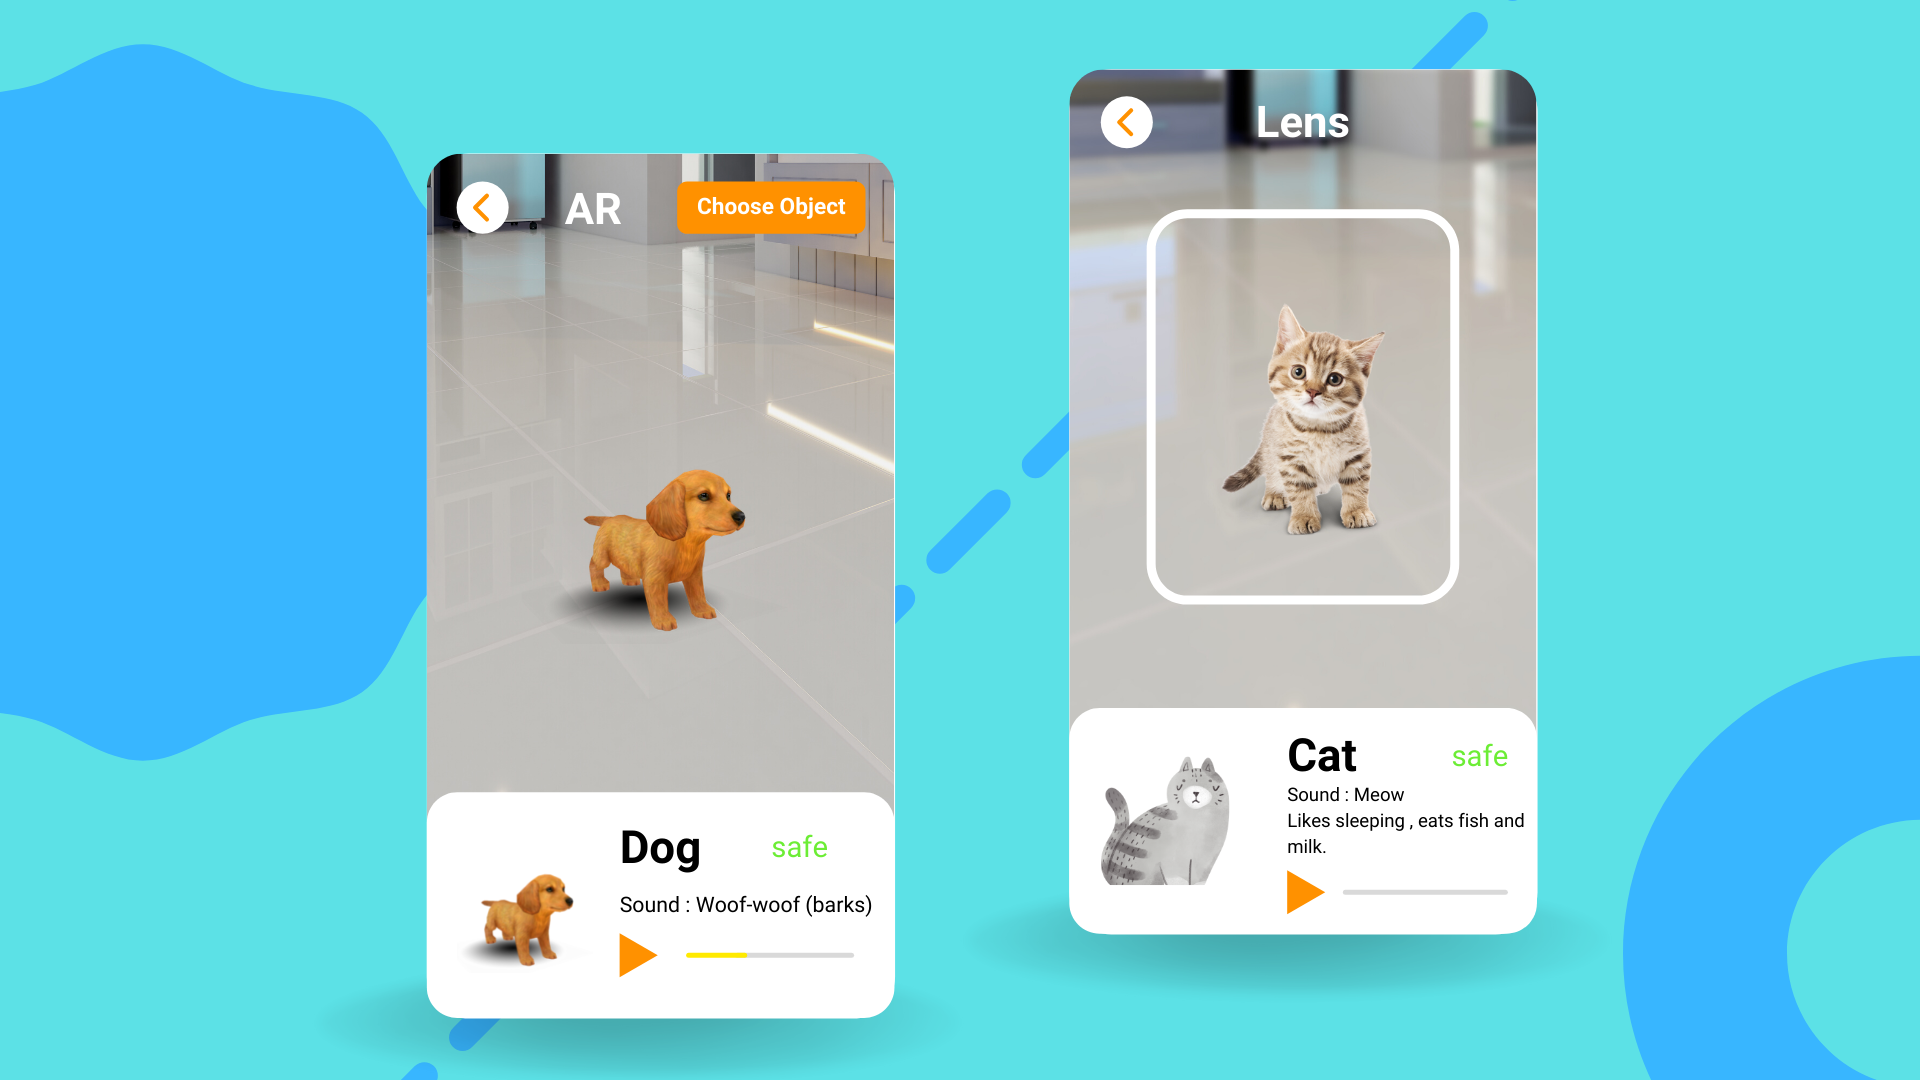 AR
Choose Object
Dog
safe
Sound : Woof-woof (barks)
Lens
Cat
safe
Sound : Meow
Likes sleeping , eats fish and
milk.